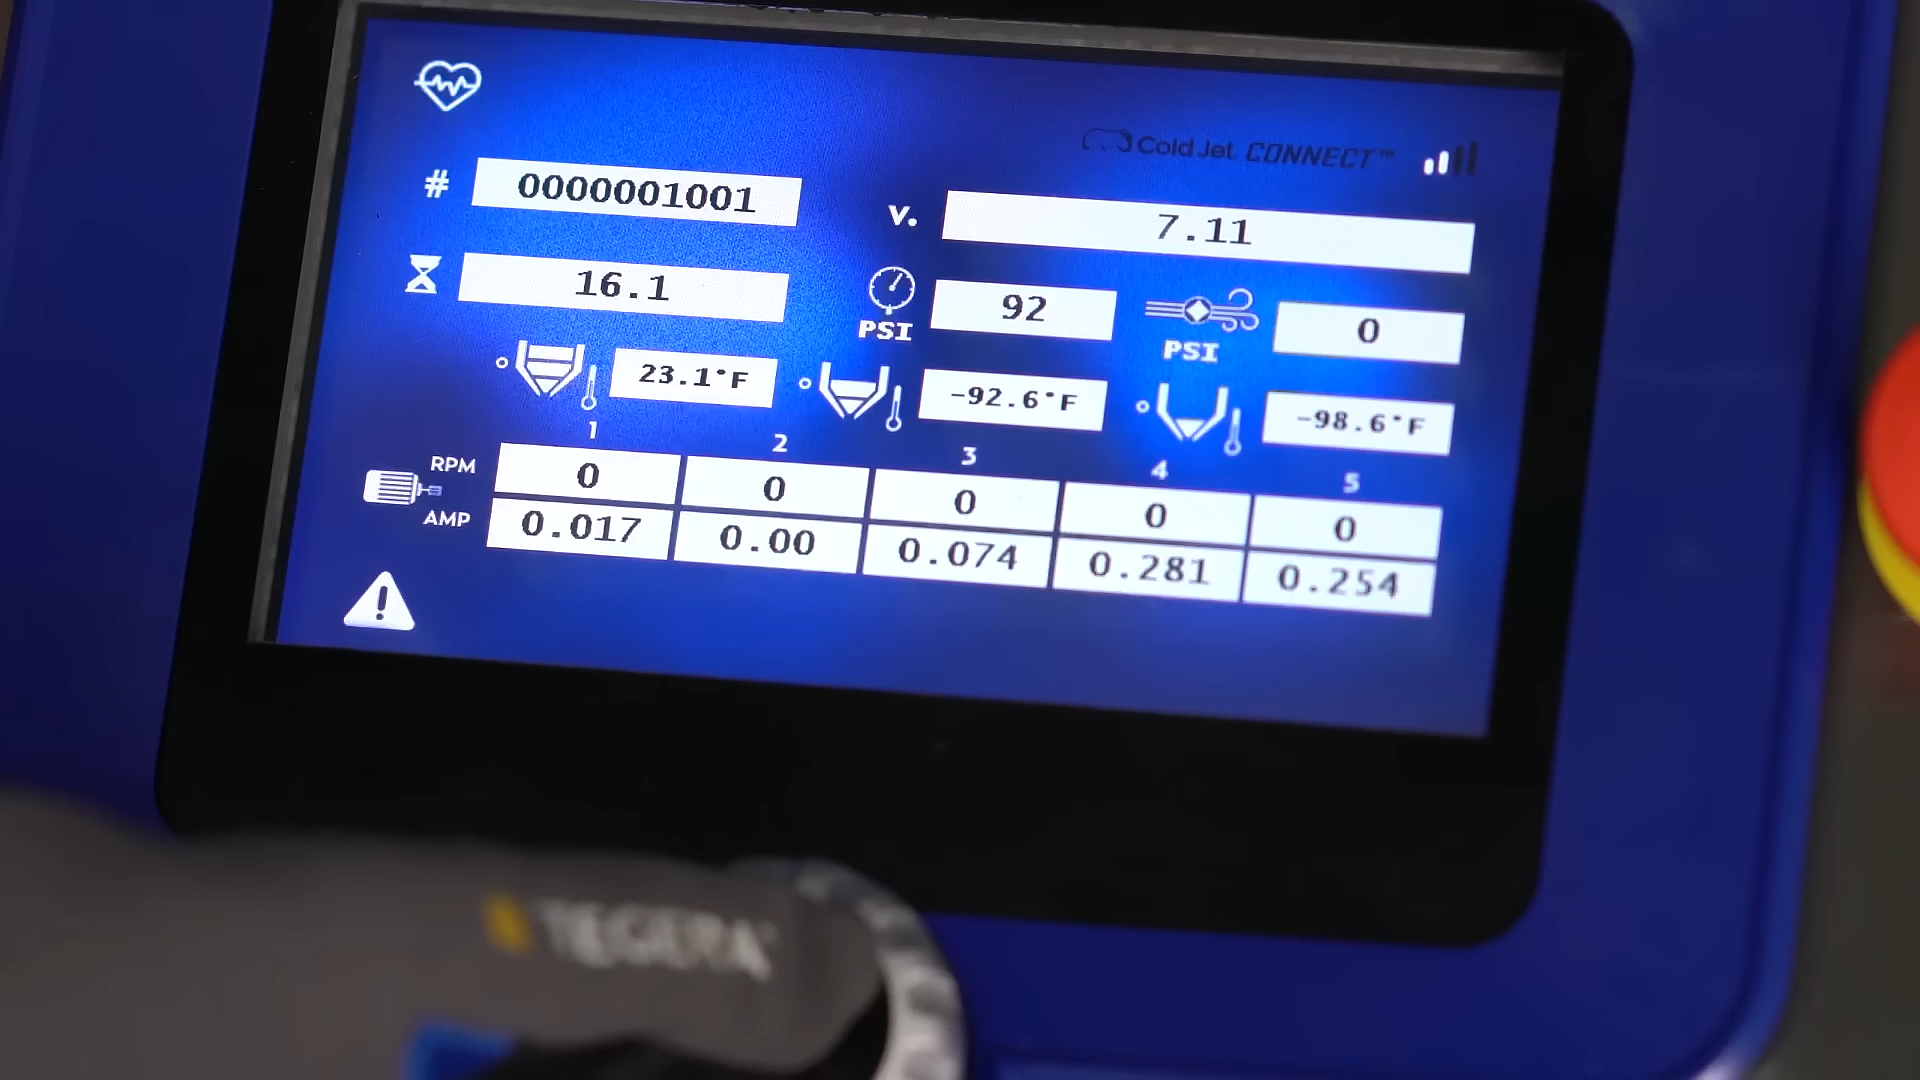 Cold Jet CONNECT™
# 0000001001
v. 7.11
16.1
PSI 92
PSI 0
23.1°F
-92.6°F
-98.6°F
1 2 3 4 5
RPM 0 0 0 0 0
AMP 0.017 0.00 0.074 0.281 0.254
TEGERA